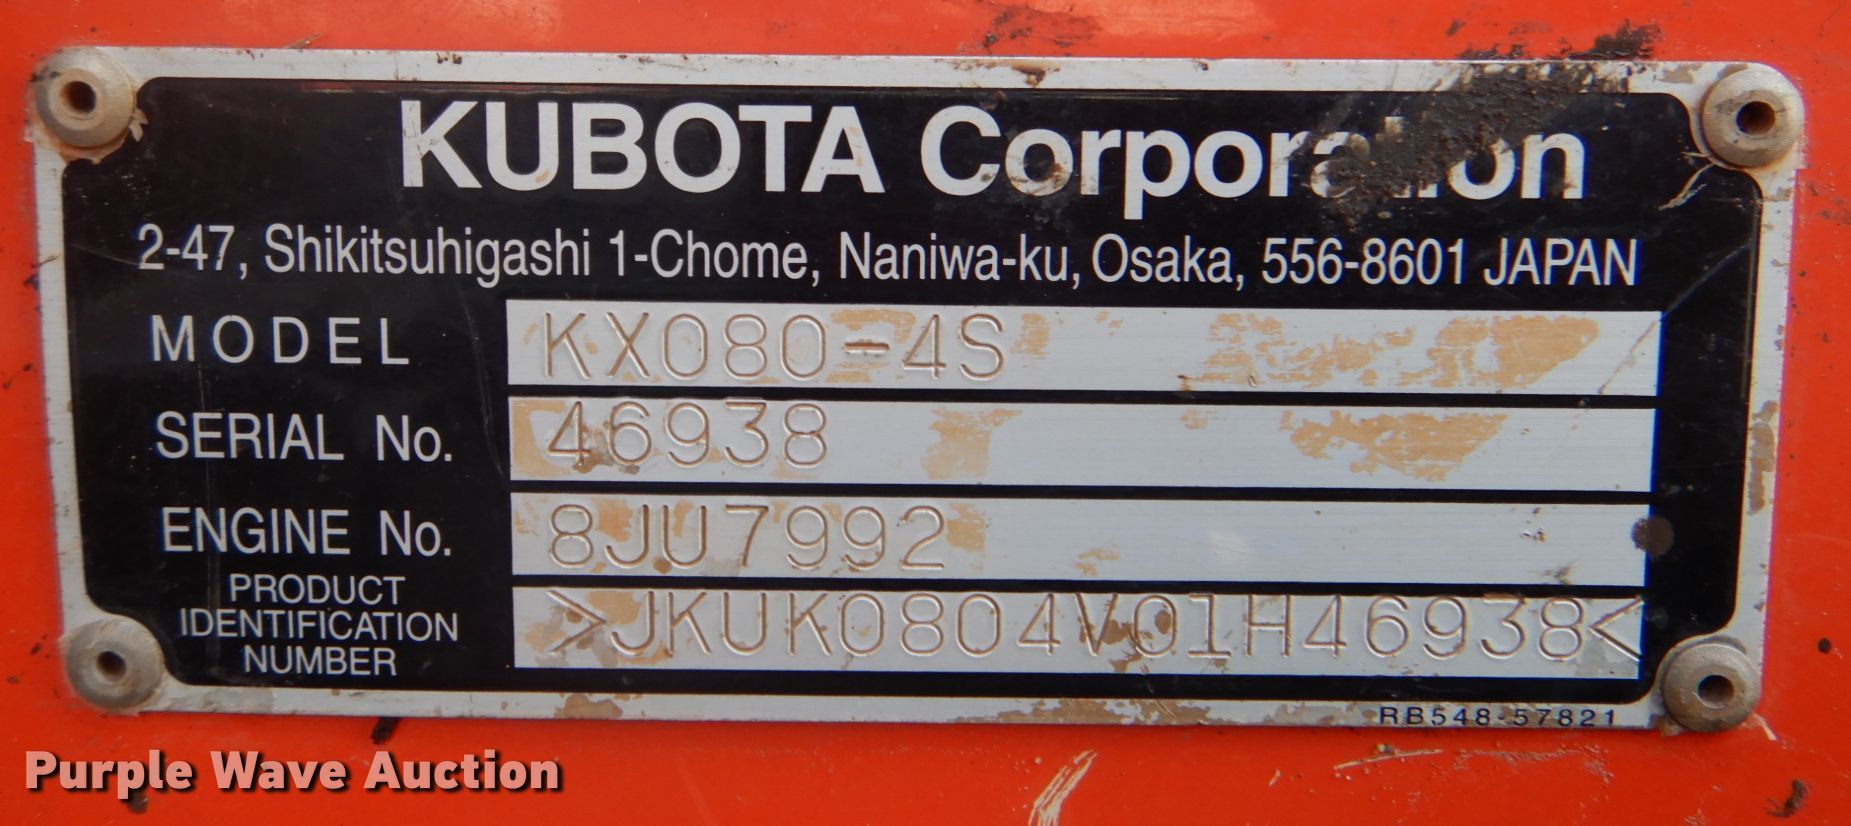 KUBOTA Corporation
2-47, Shikitsuhigashi 1-Chome, Naniwa-ku, Osaka, 556-8601 JAPAN
MODEL KX080-4S
SERIAL No. 46938
ENGINE No. 8JU7992
PRODUCT
IDENTIFICATION
NUMBER
>JKUK0804V01H46938<
RB548-57821
Purple Wave Auction